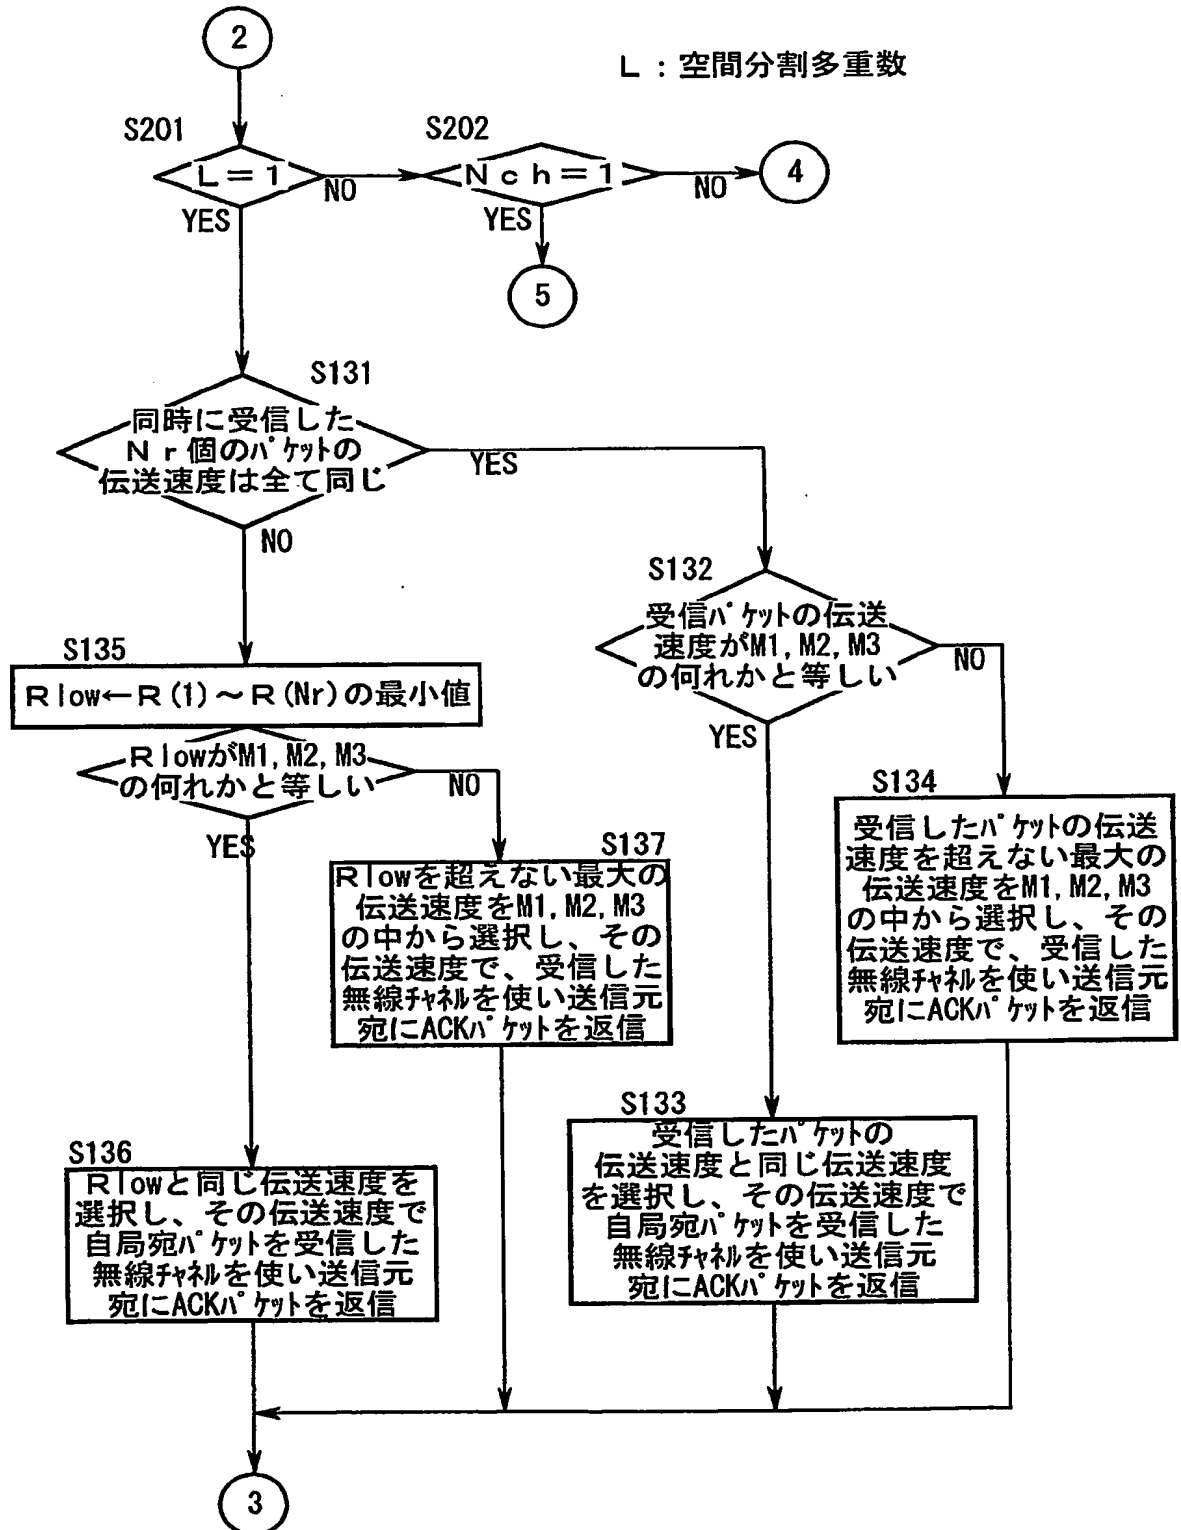 2
L：空間分割多重数
S201
L＝1
NO
YES
S202
Nch＝1
NO
YES
4
5
S131
同時に受信した
Nr個のﾊﾟｹｯﾄの
伝送速度は全て同じ
YES
NO
S132
受信ﾊﾟｹｯﾄの伝送
速度がM1, M2, M3
の何れかと等しい
NO
YES
S135
Rlow←R(1)～R(Nr)の最小値
RlowがM1, M2, M3
の何れかと等しい
NO
YES
S134
受信したﾊﾟｹｯﾄの伝送
速度を超えない最大の
伝送速度をM1, M2, M3
の中から選択し、その
伝送速度で、受信した
無線ﾁｬﾈﾙを使い送信元
宛にACKﾊﾟｹｯﾄを返信
S137
Rlowを超えない最大の
伝送速度をM1, M2, M3
の中から選択し、その
伝送速度で、受信した
無線ﾁｬﾈﾙを使い送信元
宛にACKﾊﾟｹｯﾄを返信
S133
受信したﾊﾟｹｯﾄの
伝送速度と同じ伝送速度
を選択し、その伝送速度で
自局宛ﾊﾟｹｯﾄを受信した
無線ﾁｬﾈﾙを使い送信元
宛にACKﾊﾟｹｯﾄを返信
S136
Rlowと同じ伝送速度を
選択し、その伝送速度で
自局宛ﾊﾟｹｯﾄを受信した
無線ﾁｬﾈﾙを使い送信元
宛にACKﾊﾟｹｯﾄを返信
3